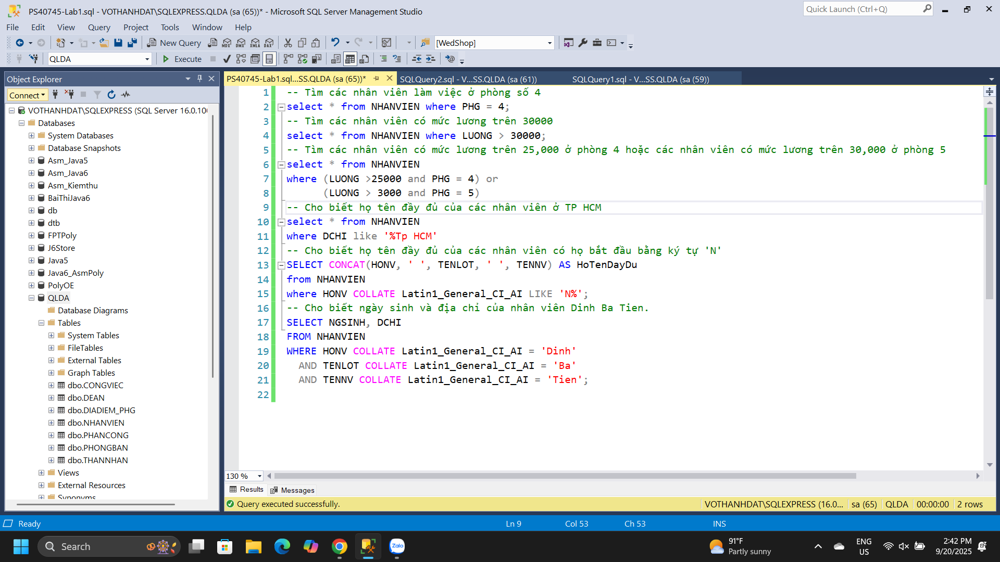 PS40745-Lab1.sql - VOTHANHDAT\SQLEXPRESS.QLDA (sa (65))* - Microsoft SQL Server Management Studio
Quick Launch (Ctrl+Q)
File Edit View Query Project Tools Window Help
New Query MDX DMX XMLA DAX [WedShop]
QLDA Execute
Object Explorer
Connect
VOTHANHDAT\SQLEXPRESS (SQL Server 16.0.100
Databases
System Databases
Database Snapshots
Asm_Java5
Asm_Java6
Asm_Kiemthu
BaiThiJava6
db
dtb
FPTPoly
J6Store
Java5
Java6_AsmPoly
PolyOE
QLDA
Database Diagrams
Tables
System Tables
FileTables
External Tables
Graph Tables
dbo.CONGVIEC
dbo.DEAN
dbo.DIADIEM_PHG
dbo.NHANVIEN
dbo.PHANCONG
dbo.PHONGBAN
dbo.THANNHAN
Views
External Resources
Synonyms
PS40745-Lab1.sql...SS.QLDA (sa (65))* SQLQuery2.sql - V...SS.QLDA (sa (61)) SQLQuery1.sql - V...SS.QLDA (sa (59))
1 -- Tìm các nhân viên làm việc ở phòng số 4
2 select * from NHANVIEN where PHG = 4;
3 -- Tìm các nhân viên có mức lương trên 30000
4 select * from NHANVIEN where LUONG > 30000;
5 -- Tìm các nhân viên có mức lương trên 25,000 ở phòng 4 hoặc các nhân viên có mức lương trên 30,000 ở phòng 5
6 select * from NHANVIEN
7 where (LUONG >25000 and PHG = 4) or
8 (LUONG > 3000 and PHG = 5)
9 -- Cho biết họ tên đầy đủ của các nhân viên ở TP HCM
10 select * from NHANVIEN
11 where DCHI like '%Tp HCM'
12 -- Cho biết họ tên đầy đủ của các nhân viên có họ bắt đầu bằng ký tự 'N'
13 SELECT CONCAT(HONV, ' ', TENLOT, ' ', TENNV) AS HoTenDayDu
14 from NHANVIEN
15 where HONV COLLATE Latin1_General_CI_AI LIKE 'N%';
16 -- Cho biết ngày sinh và địa chỉ của nhân viên Dinh Ba Tien.
17 SELECT NGSINH, DCHI
18 FROM NHANVIEN
19 WHERE HONV COLLATE Latin1_General_CI_AI = 'Dinh'
20 AND TENLOT COLLATE Latin1_General_CI_AI = 'Ba'
21 AND TENNV COLLATE Latin1_General_CI_AI = 'Tien';
22
130 %
Results Messages
Query executed successfully. VOTHANHDAT\SQLEXPRESS (16.0... sa (65) QLDA 00:00:00 2 rows
Ready Ln 9 Col 53 Ch 53 INS
Search Zalo 91°F Partly sunny ENG US 2:42 PM 9/20/2025